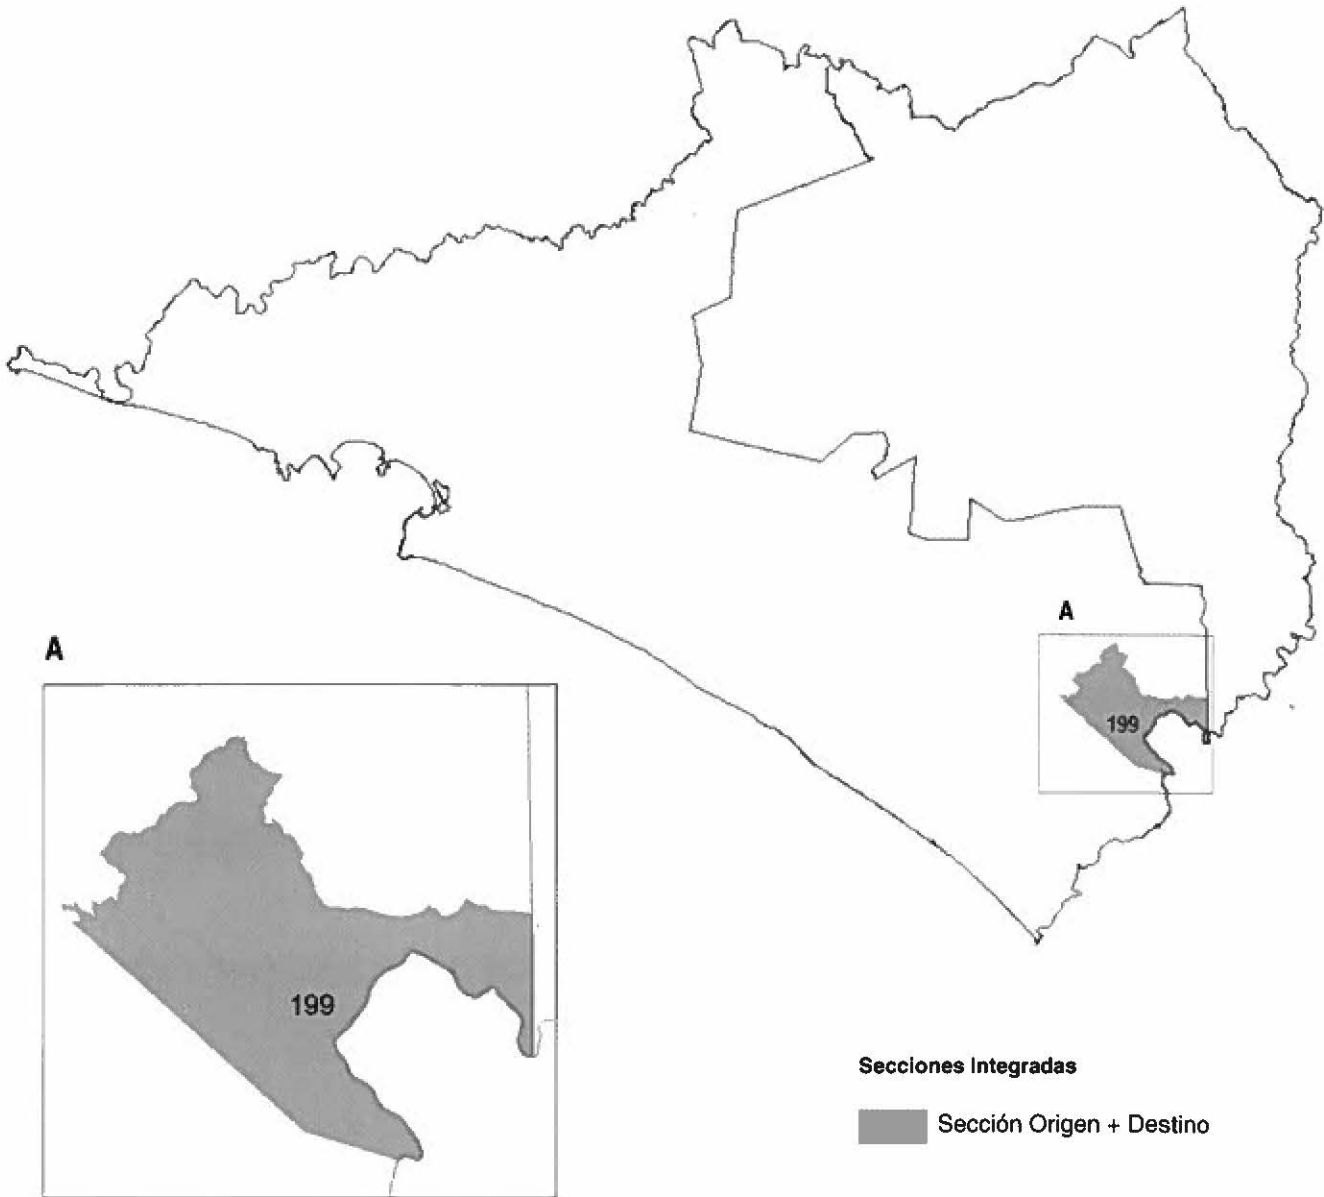 A
199
A
199
Secciones Integradas
Sección Origen + Destino